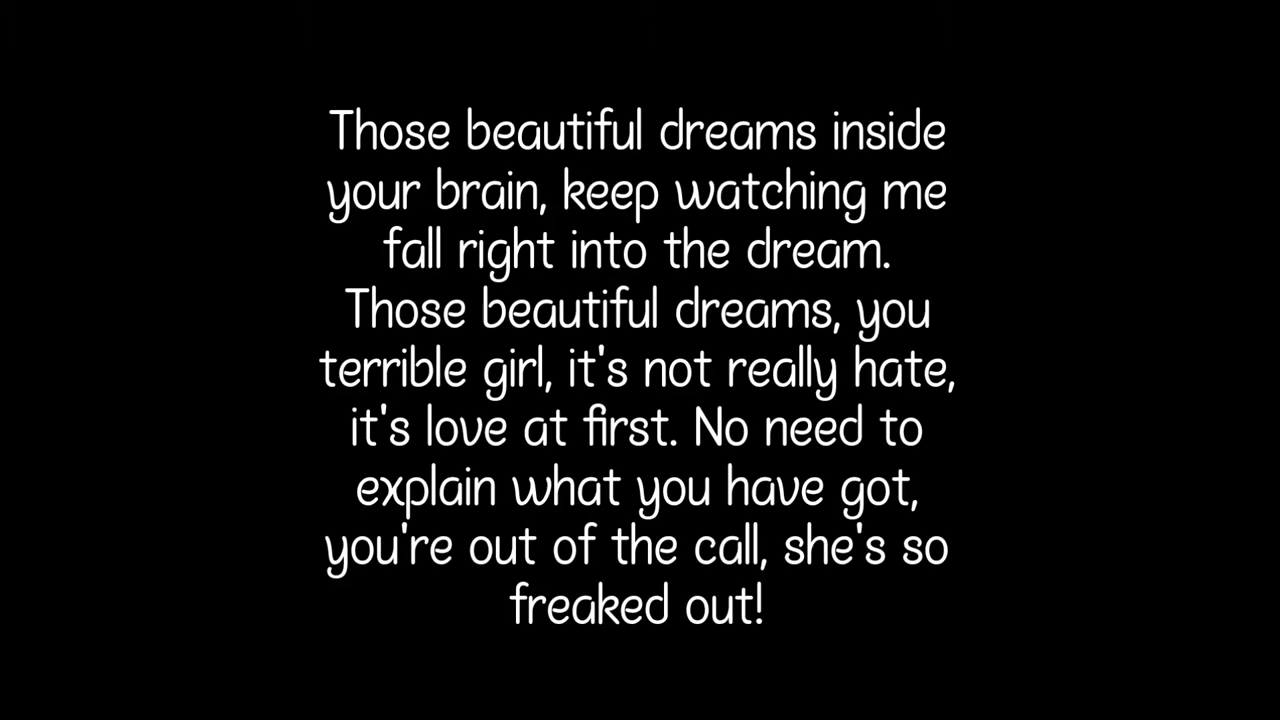 Those beautiful dreams inside
your brain, keep watching me
fall right into the dream.
Those beautiful dreams, you
terrible girl, it's not really hate,
it's love at first. No need to
explain what you have got,
you're out of the call, she's so
freaked out!